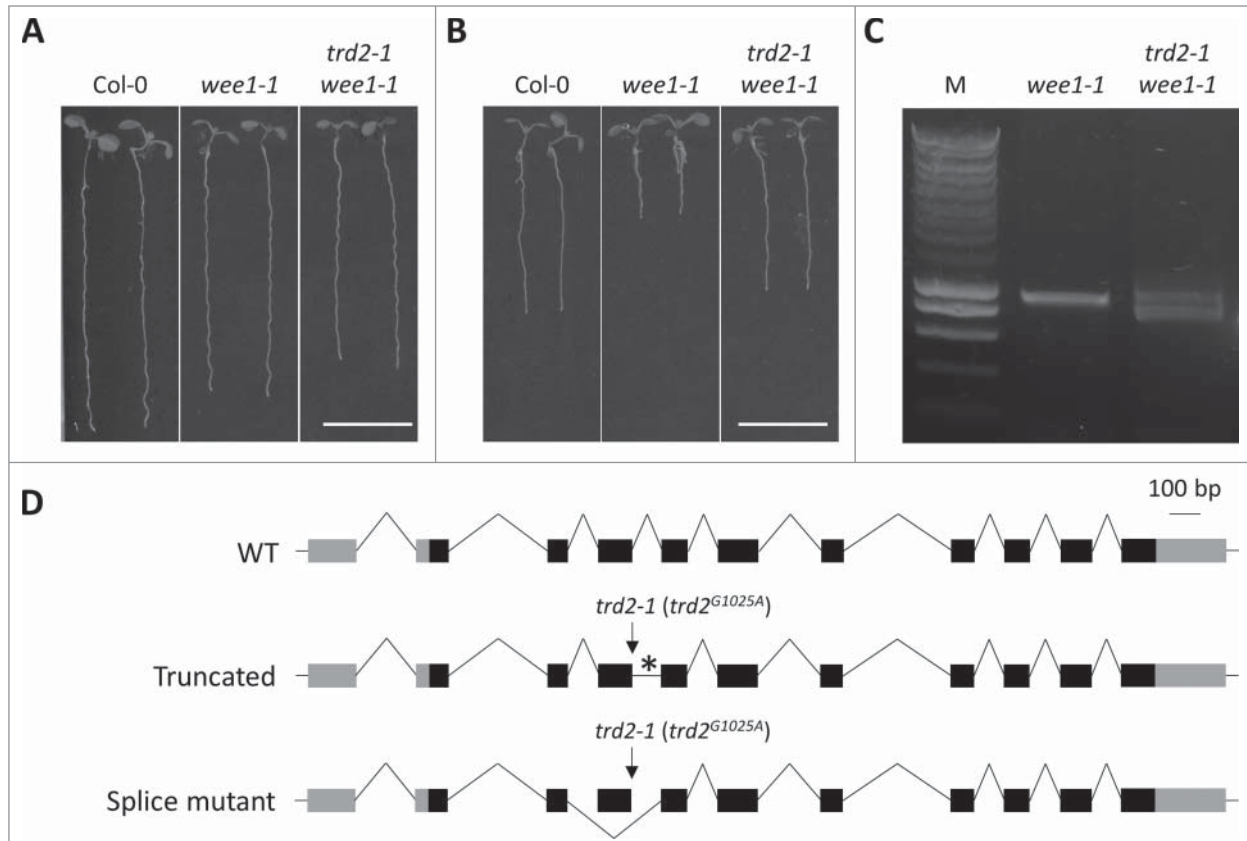 A
Col-0
wee1-1
trd2-1
wee1-1
B
Col-0
wee1-1
trd2-1
wee1-1
C
M
wee1-1
trd2-1
wee1-1
D
100 bp
WT
trd2-1 (trd2G1025A)
*
Truncated
trd2-1 (trd2G1025A)
Splice mutant